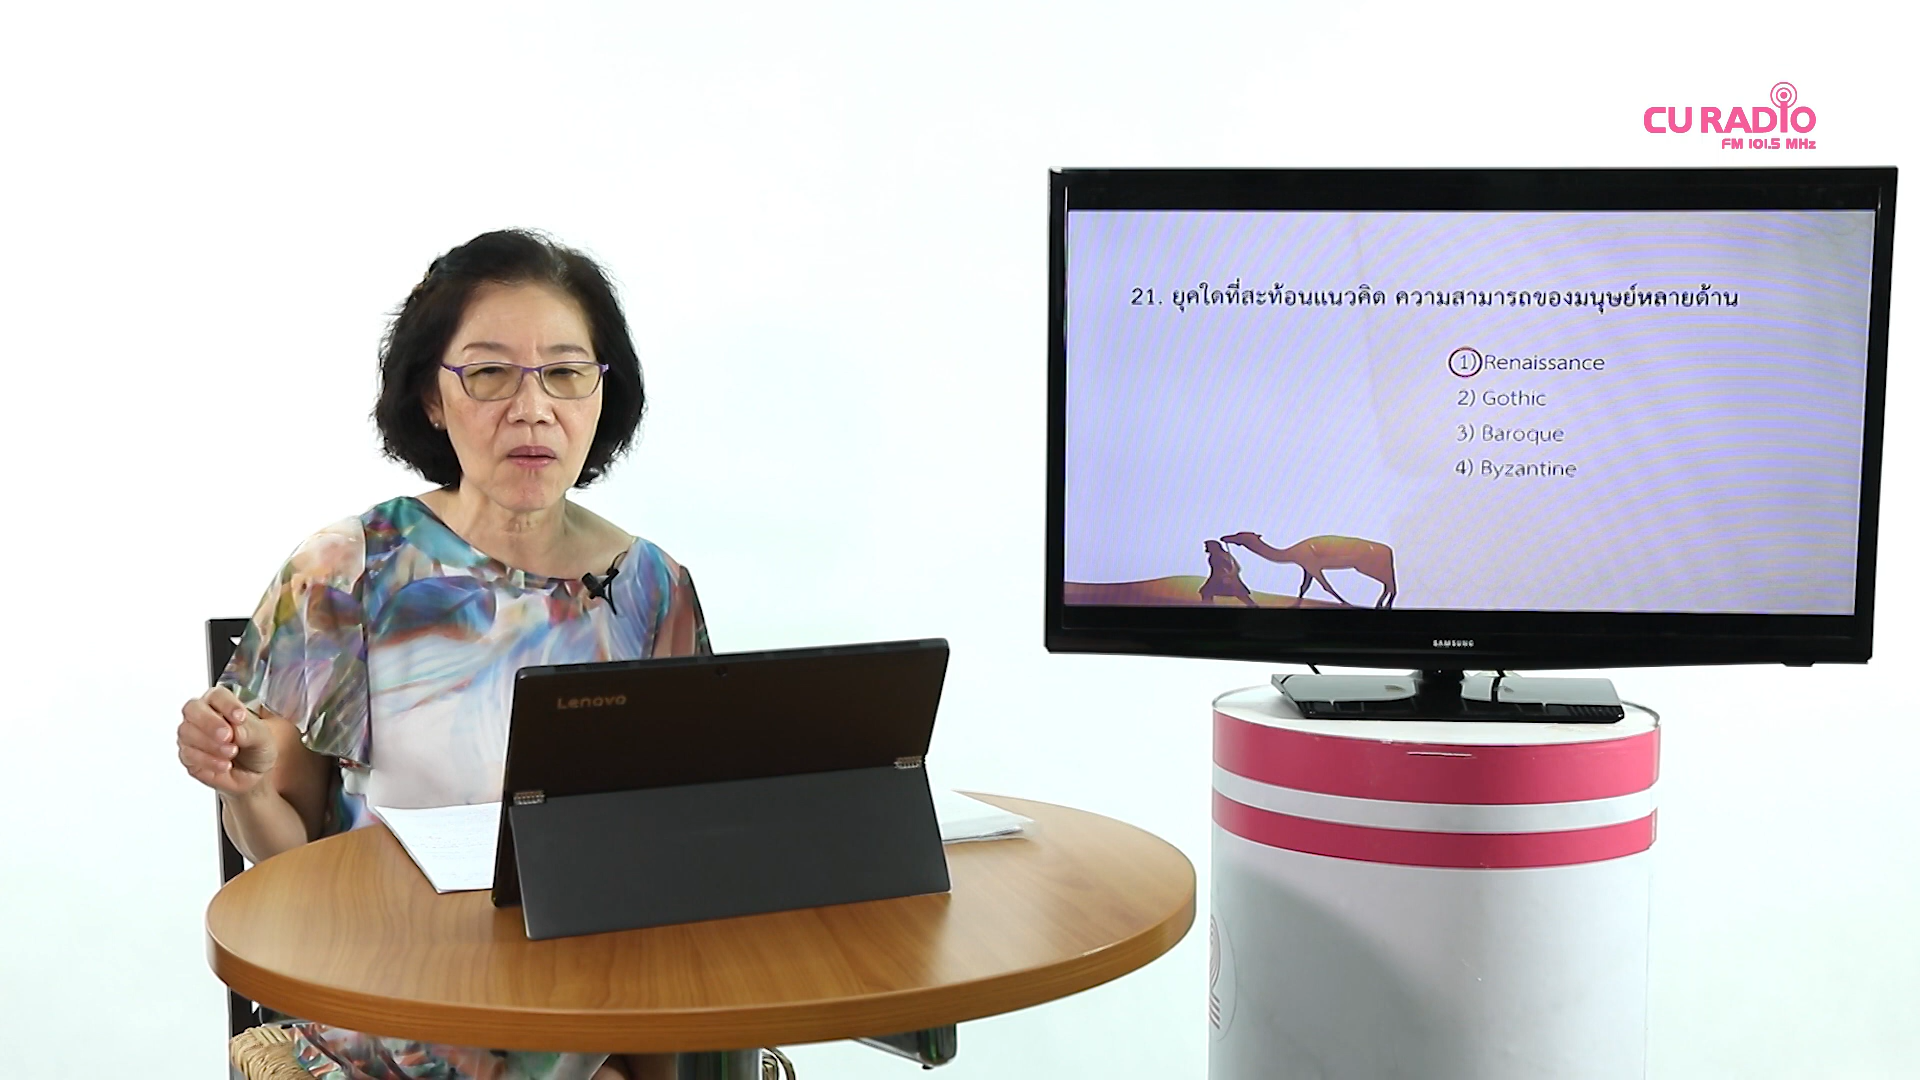 CU RADIO
FM 101.5 MHz
21. ยุคใดที่สะท้อนแนวคิด ความสามารถของมนุษย์หลายด้าน
1) Renaissance
2) Gothic
3) Baroque
4) Byzantine
SAMSUNG
Lenovo